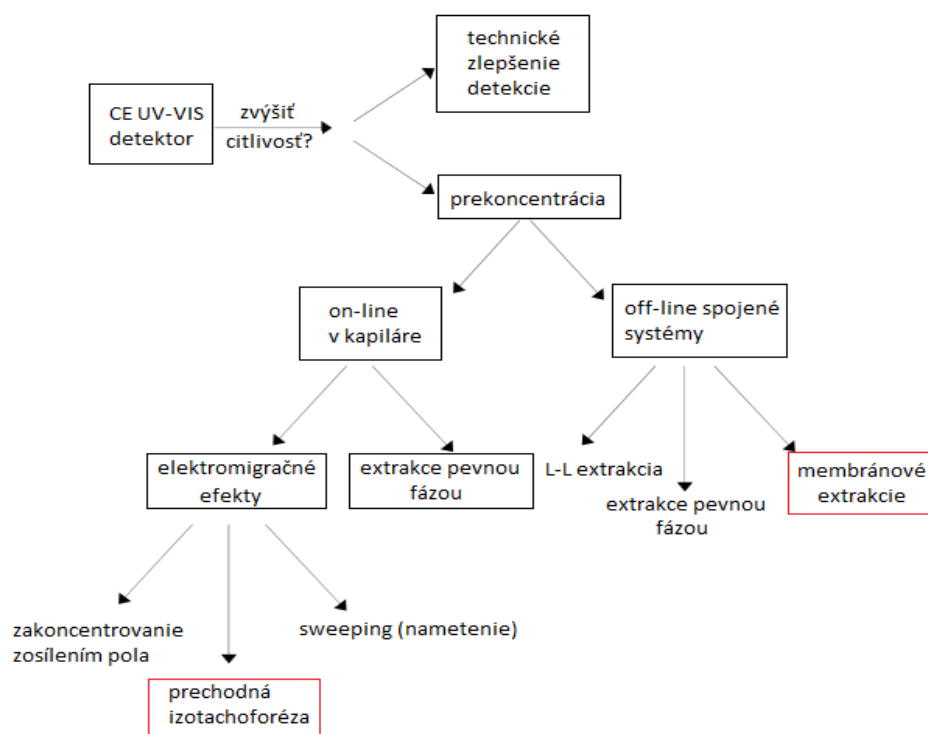 technické
zlepšenie
detekcie
CE UV-VIS
detektor
zvýšiť
citlivosť?
prekoncentrácia
on-line
v kapiláre
off-line spojené
systémy
elektromigračné
efekty
extrakce pevnou
fázou
L-L extrakcia
extrakce pevnou
fázou
membránové
extrakcie
zakoncentrovanie
zosílením pola
prechodná
izotachoforéza
sweeping (nametenie)